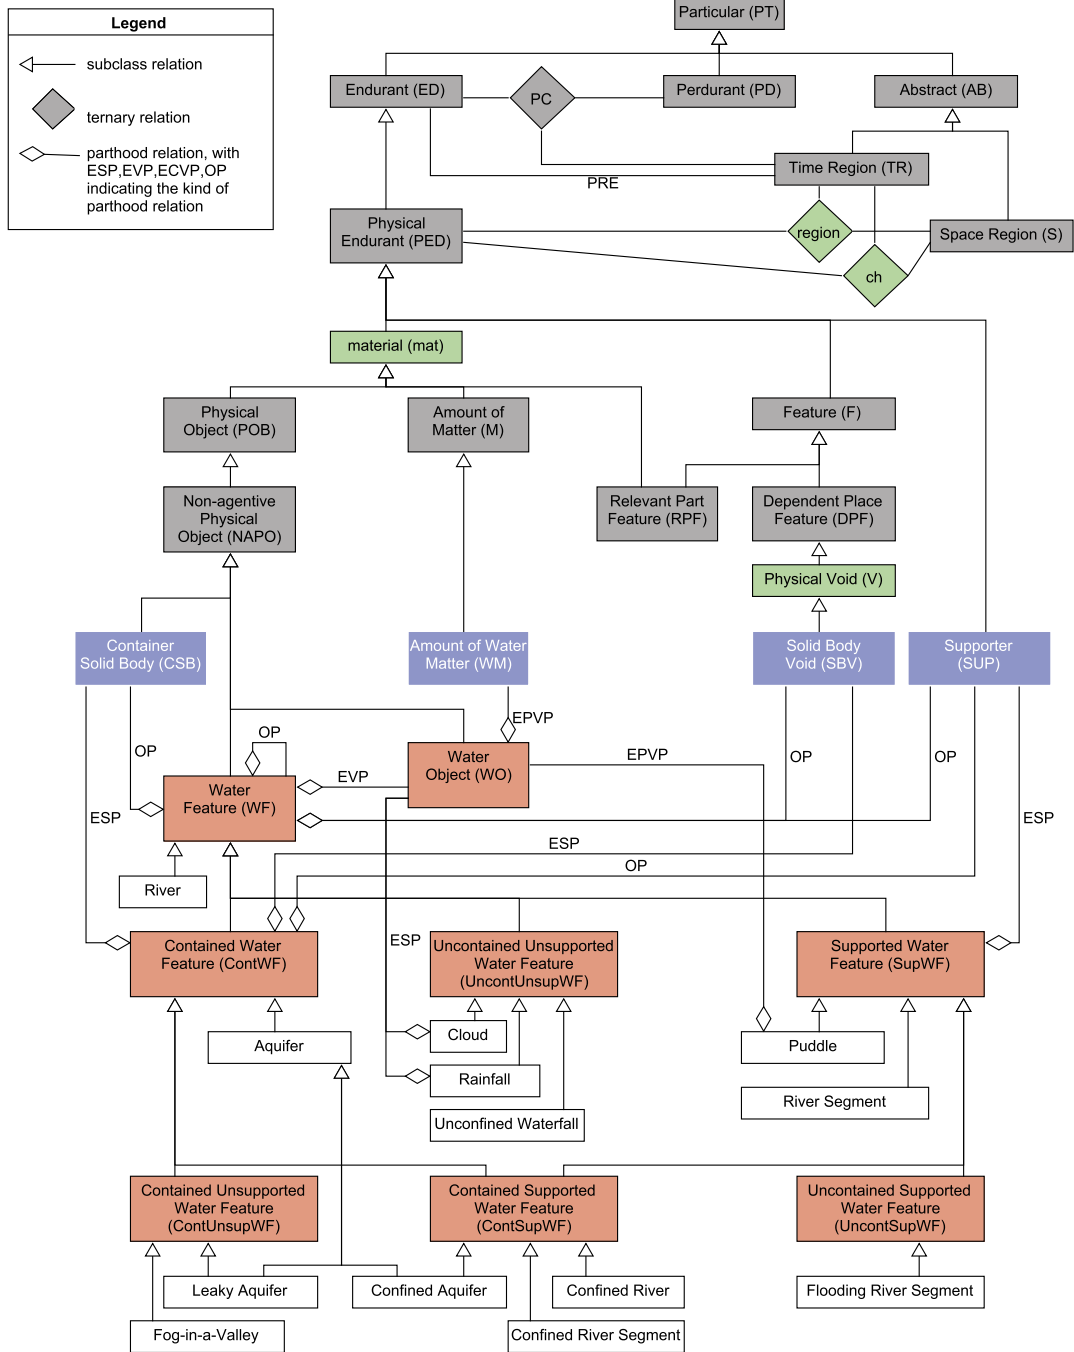 Legend
subclass relation
ternary relation
parthood relation, with
ESP,EVP,ECVP,OP
indicating the kind of
parthood relation
Particular (PT)
Endurant (ED)
PC
Perdurant (PD)
Abstract (AB)
Time Region (TR)
PRE
Physical
Endurant (PED)
region
Space Region (S)
ch
material (mat)
Physical
Object (POB)
Amount of
Matter (M)
Feature (F)
Non-agentive
Physical
Object (NAPO)
Relevant Part
Feature (RPF)
Dependent Place
Feature (DPF)
Physical Void (V)
Container
Solid Body (CSB)
Amount of Water
Matter (WM)
Solid Body
Void (SBV)
Supporter
(SUP)
EPVP
OP
OP
Water
Object (WO)
EPVP
OP
OP
EVP
Water
Feature (WF)
ESP
ESP
ESP
OP
River
Contained Water
Feature (ContWF)
ESP
Uncontained Unsupported
Water Feature
(UncontUnsupWF)
Supported Water
Feature (SupWF)
Cloud
Aquifer
Puddle
Rainfall
River Segment
Unconfined Waterfall
Contained Unsupported
Water Feature
(ContUnsupWF)
Contained Supported
Water Feature
(ContSupWF)
Uncontained Supported
Water Feature
(UncontSupWF)
Leaky Aquifer
Confined Aquifer
Confined River
Flooding River Segment
Fog-in-a-Valley
Confined River Segment